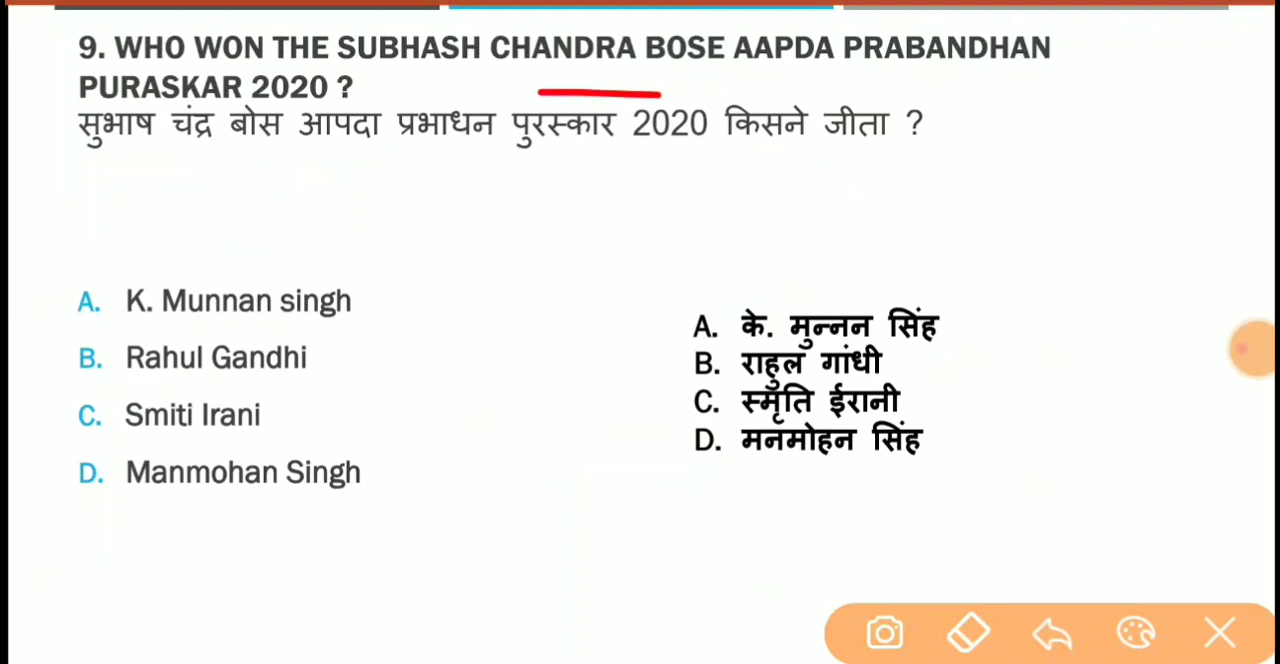 9. WHO WON THE SUBHASH CHANDRA BOSE AAPDA PRABANDHAN
PURASKAR 2020 ?
सुभाष चंद्र बोस आपदा प्रभाधन पुरस्कार 2020 किसने जीता ?
A. K. Munnan singh
B. Rahul Gandhi
C. Smiti Irani
D. Manmohan Singh
A. के. मुन्नन सिंह
B. राहुल गांधी
C. स्मृति ईरानी
D. मनमोहन सिंह